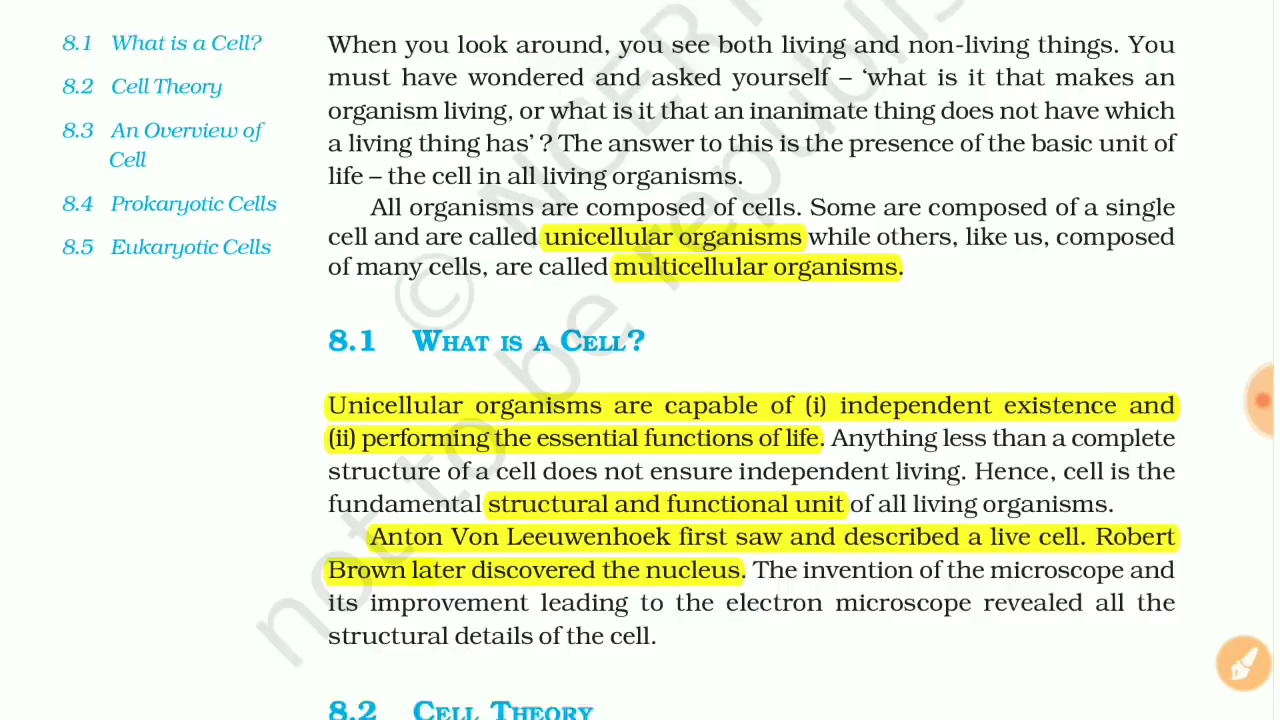 8.1 What is a Cell?
8.2 Cell Theory
8.3 An Overview of
Cell
8.4 Prokaryotic Cells
8.5 Eukaryotic Cells
When you look around, you see both living and non-living things. You
must have wondered and asked yourself – ‘what is it that makes an
organism living, or what is it that an inanimate thing does not have which
a living thing has’ ? The answer to this is the presence of the basic unit of
life – the cell in all living organisms.
All organisms are composed of cells. Some are composed of a single
cell and are called unicellular organisms while others, like us, composed
of many cells, are called multicellular organisms.
8.1 WHAT IS A CELL?
Unicellular organisms are capable of (i) independent existence and
(ii) performing the essential functions of life. Anything less than a complete
structure of a cell does not ensure independent living. Hence, cell is the
fundamental structural and functional unit of all living organisms.
Anton Von Leeuwenhoek first saw and described a live cell. Robert
Brown later discovered the nucleus. The invention of the microscope and
its improvement leading to the electron microscope revealed all the
structural details of the cell.
8.2 CELL THEORY
© NCER
not to be republis